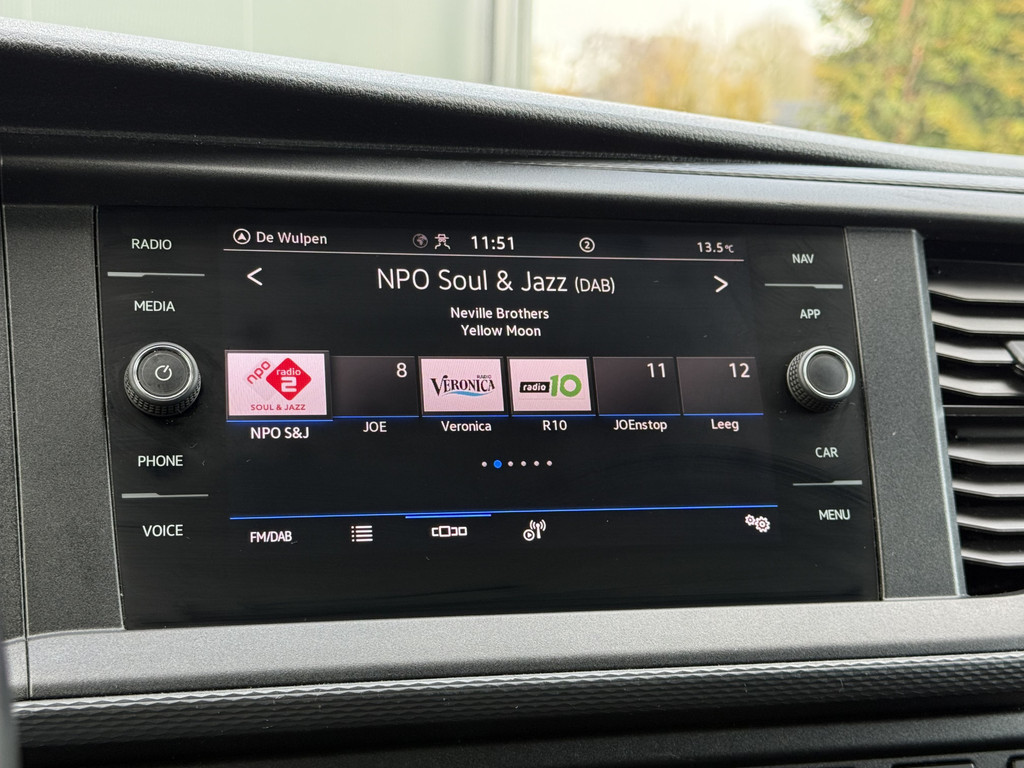 RADIO
MEDIA
PHONE
VOICE
De Wulpen 11:51 2 13.5°C
< NPO Soul & Jazz (DAB) >
Neville Brothers
Yellow Moon
npo radio 2 SOUL & JAZZ
8
RADIO VERONICA
radio 10
11
12
NPO S&J JOE Veronica R10 JOEnstop Leeg
FM/DAB
NAV
APP
CAR
MENU